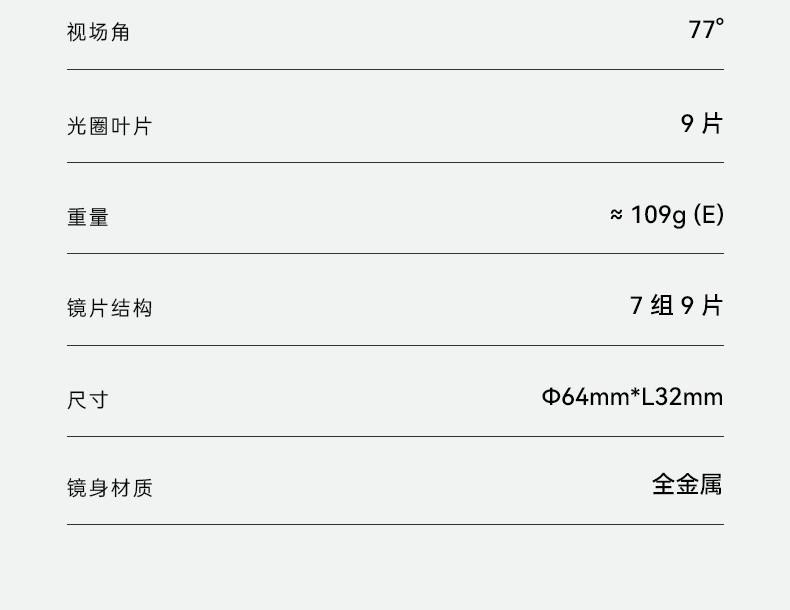 视场角 77°
光圈叶片 9 片
重量 ≈ 109g (E)
镜片结构 7 组 9 片
尺寸 Φ64mm*L32mm
镜身材质 全金属